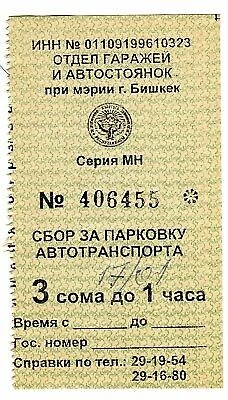 ИНН № 01109199610323
ОТДЕЛ ГАРАЖЕЙ
И АВТОСТОЯНОК
при мэрии г. Бишкек
Серия МН
№ 406455
СБОР ЗА ПАРКОВКУ
АВТОТРАНСПОРТА
17/01
3 сома до 1 часа
Время с до
Гос. номер
Справки по тел.: 29-19-54
29-16-80